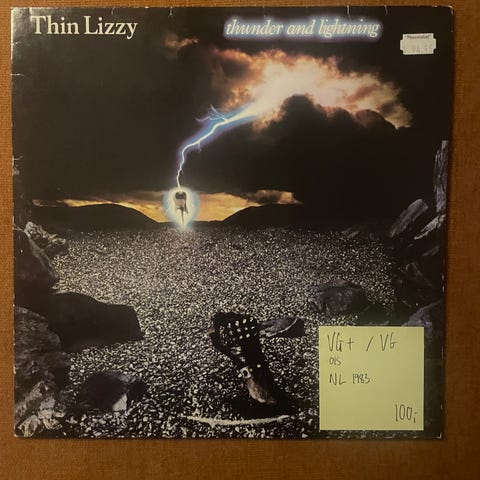 Thin Lizzy
thunder and lightning
VG+ / VG
OIS
NL 1983
100;